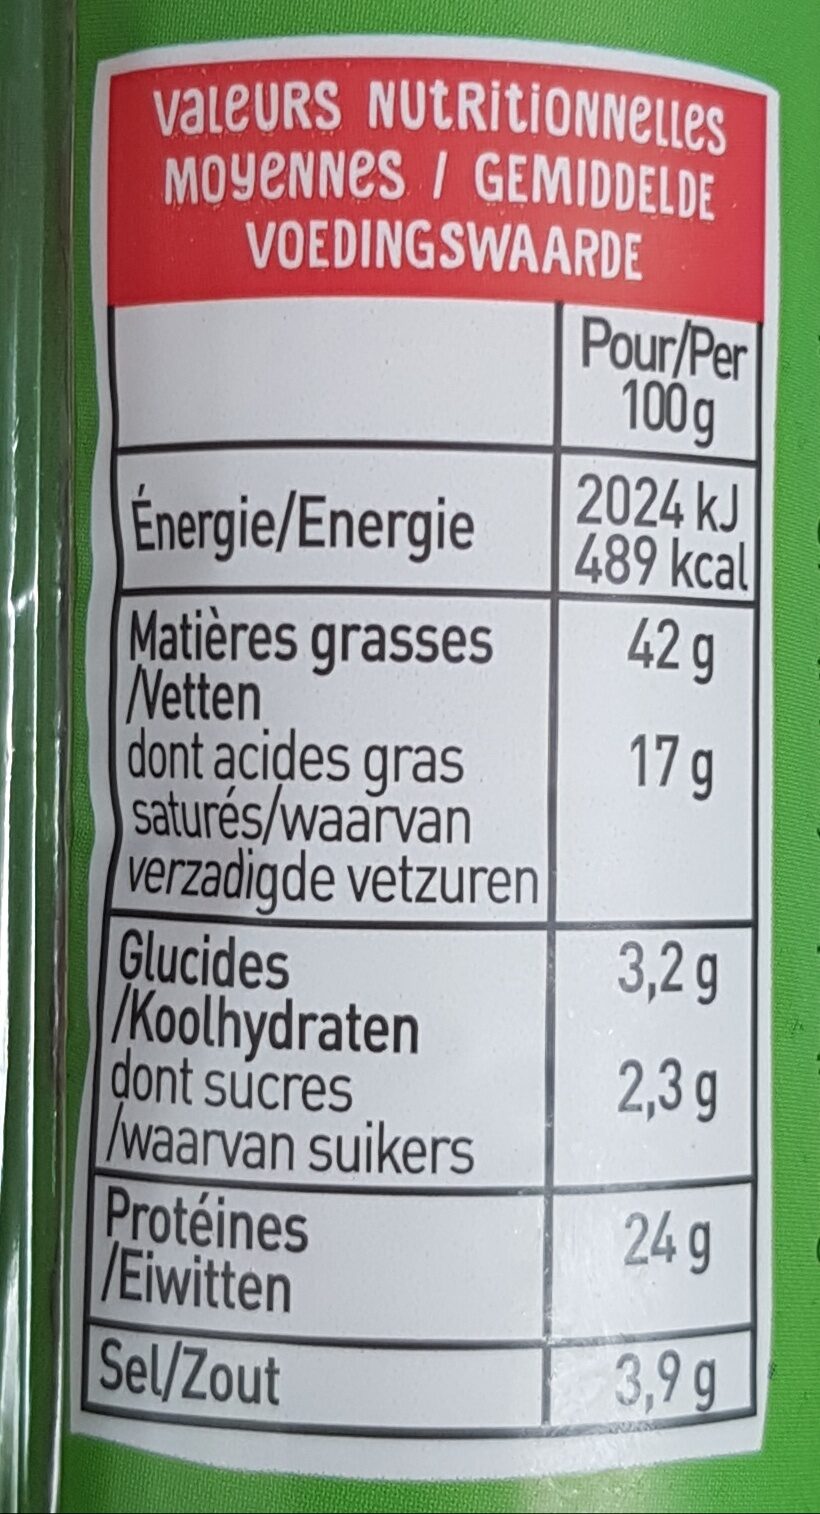 VALEURS NUTRITIONNELLES
MOYENNES / GEMIDDELDE
VOEDINGSWAARDE
Pour/Per
100 g
Énergie/Energie
2024 kJ
489 kcal
Matières grasses
/Vetten
42 g
dont acides gras
saturés/waarvan
verzadigde vetzuren
17 g
Glucides
/Koolhydraten
3,2 g
dont sucres
/waarvan suikers
2,3 g
Protéines
/Eiwitten
24 g
Sel/Zout
3,9 g